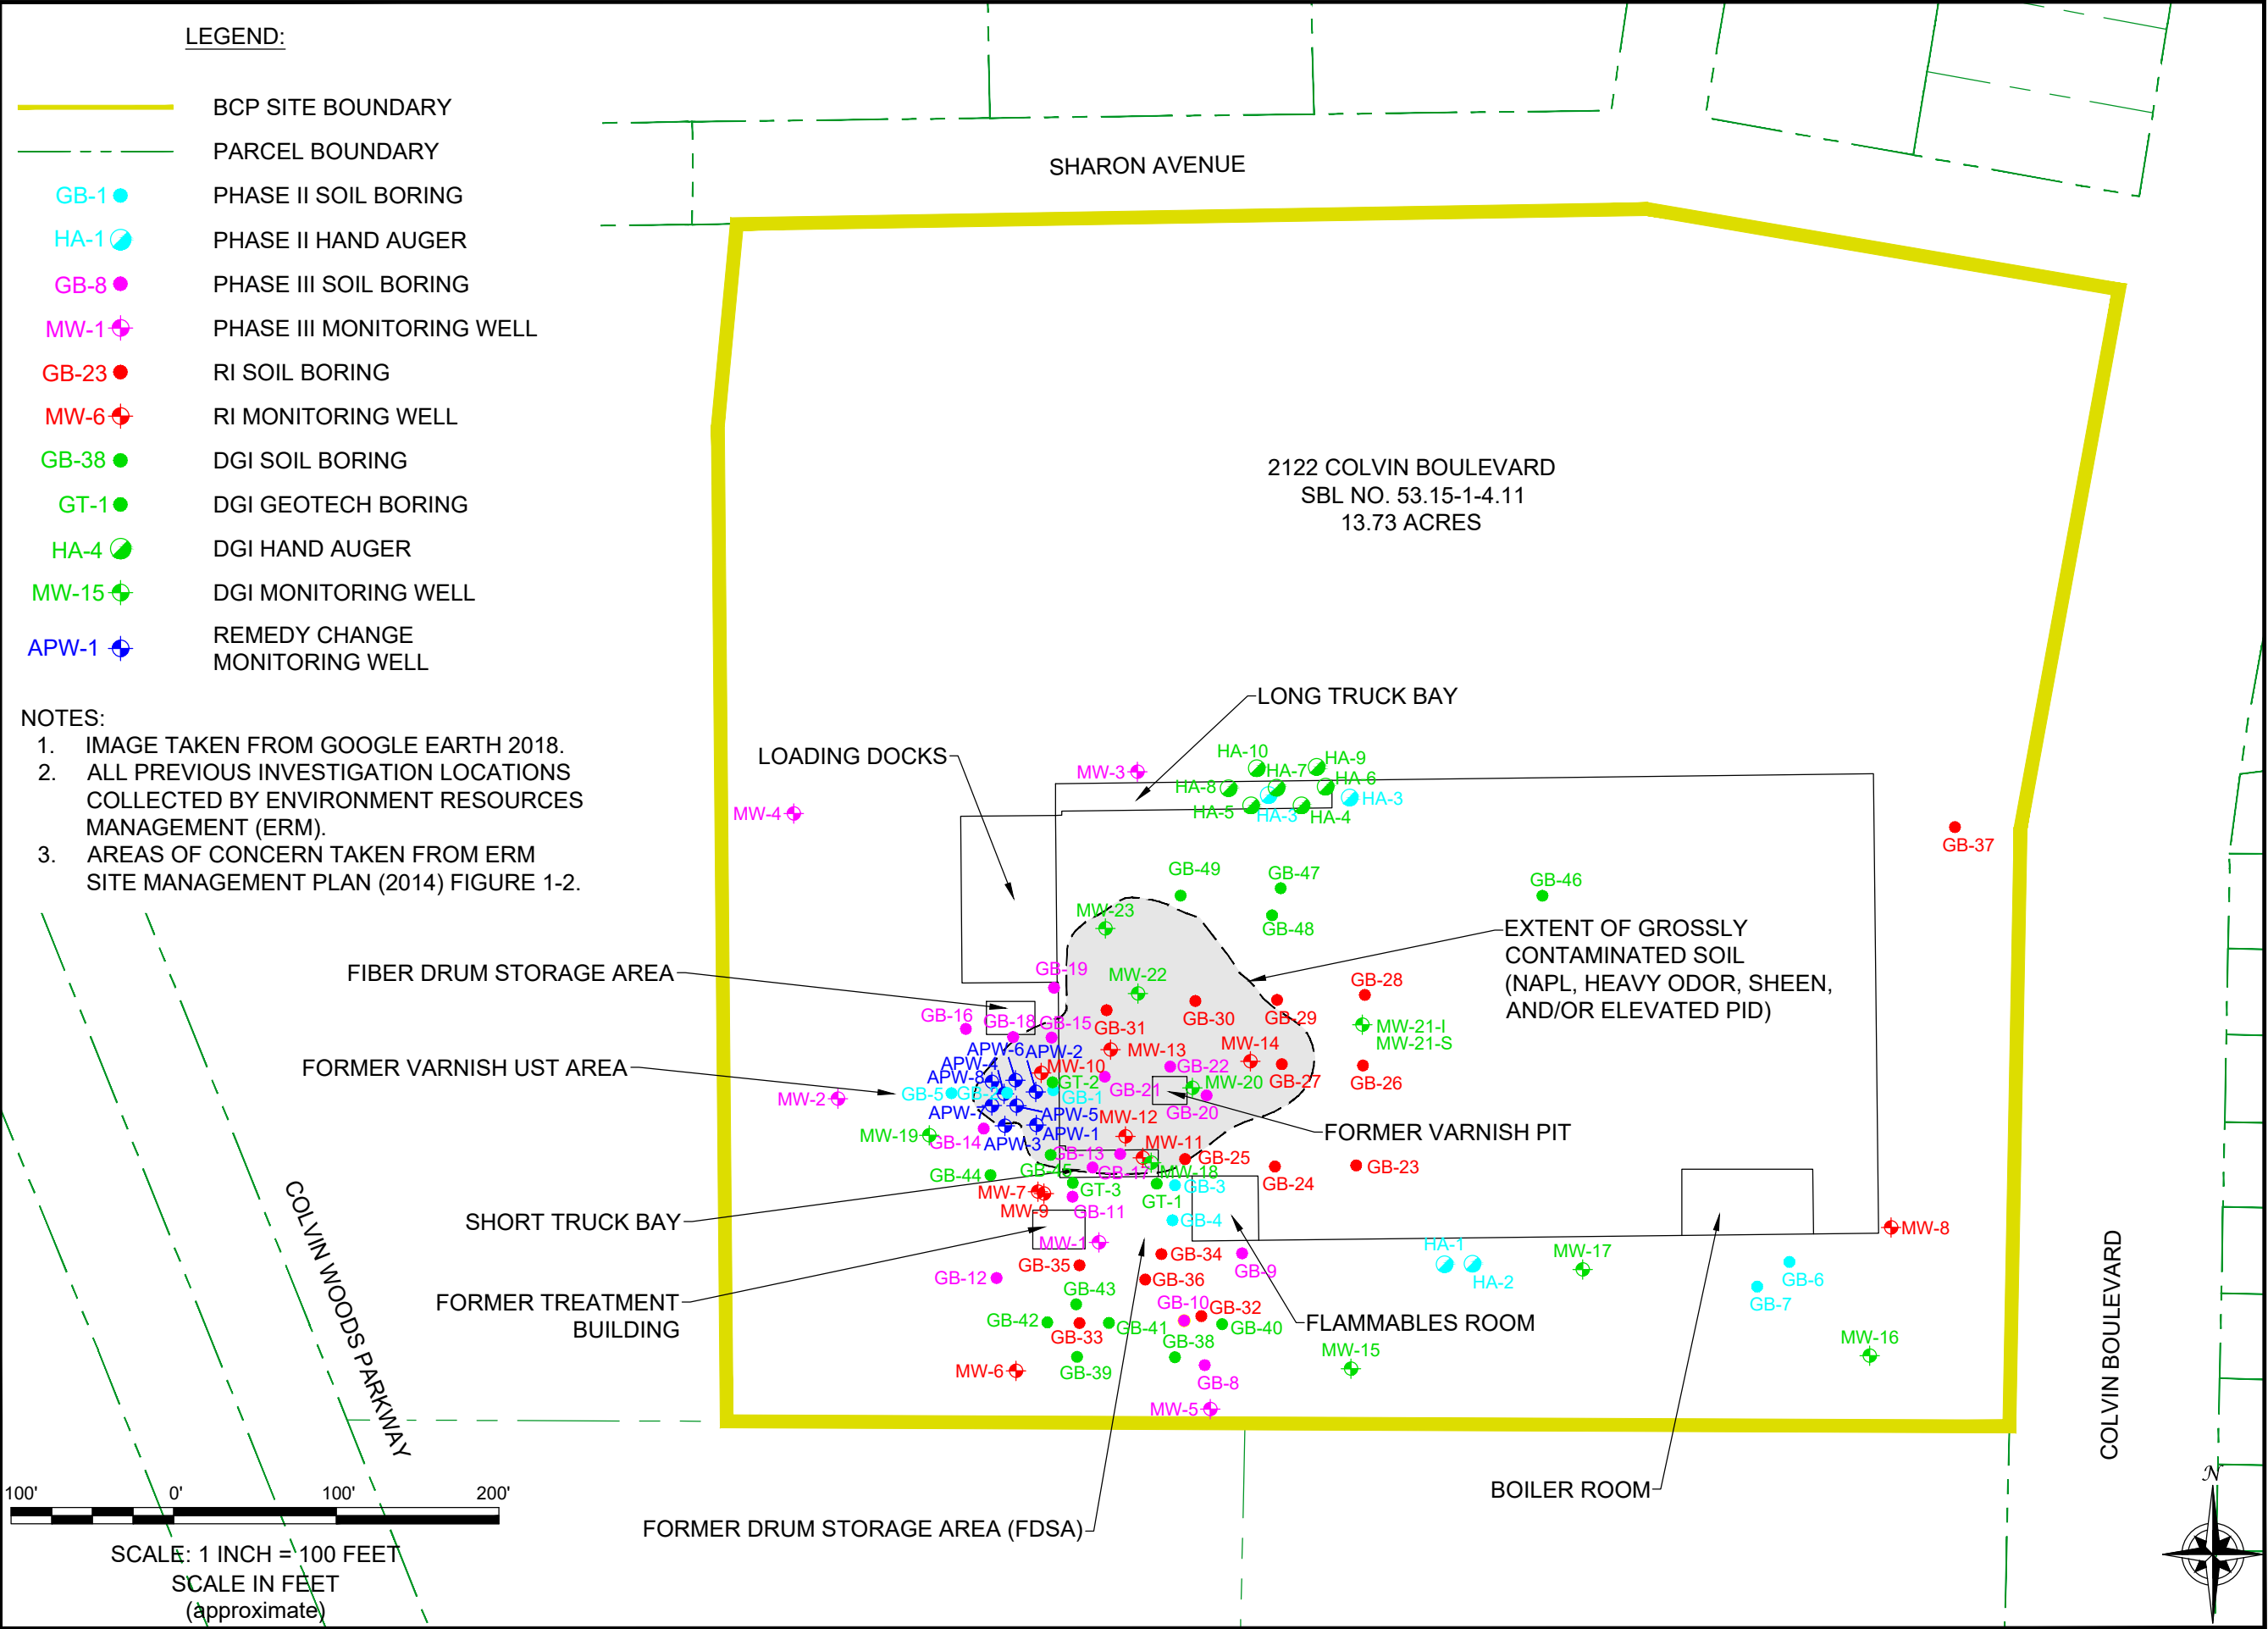 LEGEND:
BCP SITE BOUNDARY
PARCEL BOUNDARY
GB-1 PHASE II SOIL BORING
HA-1 PHASE II HAND AUGER
GB-8 PHASE III SOIL BORING
MW-1 PHASE III MONITORING WELL
GB-23 RI SOIL BORING
MW-6 RI MONITORING WELL
GB-38 DGI SOIL BORING
GT-1 DGI GEOTECH BORING
HA-4 DGI HAND AUGER
MW-15 DGI MONITORING WELL
APW-1 REMEDY CHANGE
MONITORING WELL
NOTES:
1. IMAGE TAKEN FROM GOOGLE EARTH 2018.
2. ALL PREVIOUS INVESTIGATION LOCATIONS
COLLECTED BY ENVIRONMENT RESOURCES
MANAGEMENT (ERM).
3. AREAS OF CONCERN TAKEN FROM ERM
SITE MANAGEMENT PLAN (2014) FIGURE 1-2.
SHARON AVENUE
2122 COLVIN BOULEVARD
SBL NO. 53.15-1-4.11
13.73 ACRES
LONG TRUCK BAY
LOADING DOCKS
MW-3
MW-4
HA-10
HA-9
HA-7
HA-6
HA-8
HA-3
HA-5
HA-3
HA-4
GB-37
GB-49
GB-47
GB-46
MW-23
GB-48
EXTENT OF GROSSLY
CONTAMINATED SOIL
(NAPL, HEAVY ODOR, SHEEN,
AND/OR ELEVATED PID)
FIBER DRUM STORAGE AREA
GB-19
MW-22
GB-28
GB-16
GB-18
GB-15
GB-31
GB-30
GB-29
MW-21-I
MW-21-S
APW-6
APW-2
MW-13
MW-14
FORMER VARNISH UST AREA
APW-4
MW-10
GB-22
GB-27
GB-26
APW-8
GT-2
GB-21
MW-20
GB-5
GB-2
GB-1
MW-2
APW-7
APW-5
GB-20
MW-12
MW-19
GB-14
APW-3
APW-1
MW-11
FORMER VARNISH PIT
GB-13
GB-25
GB-23
GB-44
GB-45
GB-17
MW-18
GB-24
MW-7
GT-3
GT-1
GB-3
MW-9
GB-11
SHORT TRUCK BAY
GB-4
MW-1
MW-8
GB-35
GB-34
GB-9
HA-1
HA-2
MW-17
GB-6
GB-7
GB-12
GB-36
FORMER TREATMENT
BUILDING
GB-43
GB-10
GB-32
GB-42
GB-33
GB-41
GB-40
FLAMMABLES ROOM
GB-38
MW-15
MW-16
MW-6
GB-39
GB-8
MW-5
COLVIN WOODS PARKWAY
COLVIN BOULEVARD
BOILER ROOM
FORMER DRUM STORAGE AREA (FDSA)
100' 0' 100' 200'
SCALE: 1 INCH = 100 FEET
SCALE IN FEET
(approximate)
N